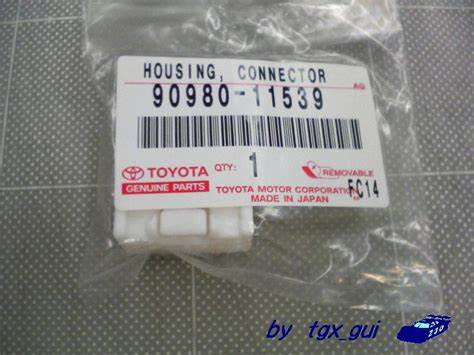 HOUSING, CONNECTOR
AG
90980-11539
TOYOTA QTY: 1 REMOVABLE
GENUINE PARTS TOYOTA MOTOR CORPORATION FC14
MADE IN JAPAN
by tgx_gui